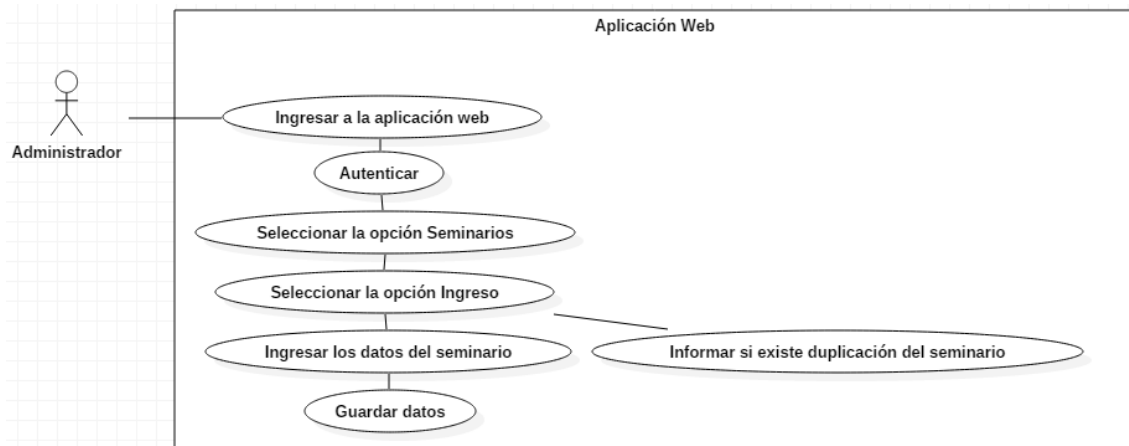 Aplicación Web
Administrador
Ingresar a la aplicación web
Autenticar
Seleccionar la opción Seminarios
Seleccionar la opción Ingreso
Ingresar los datos del seminario
Informar si existe duplicación del seminario
Guardar datos